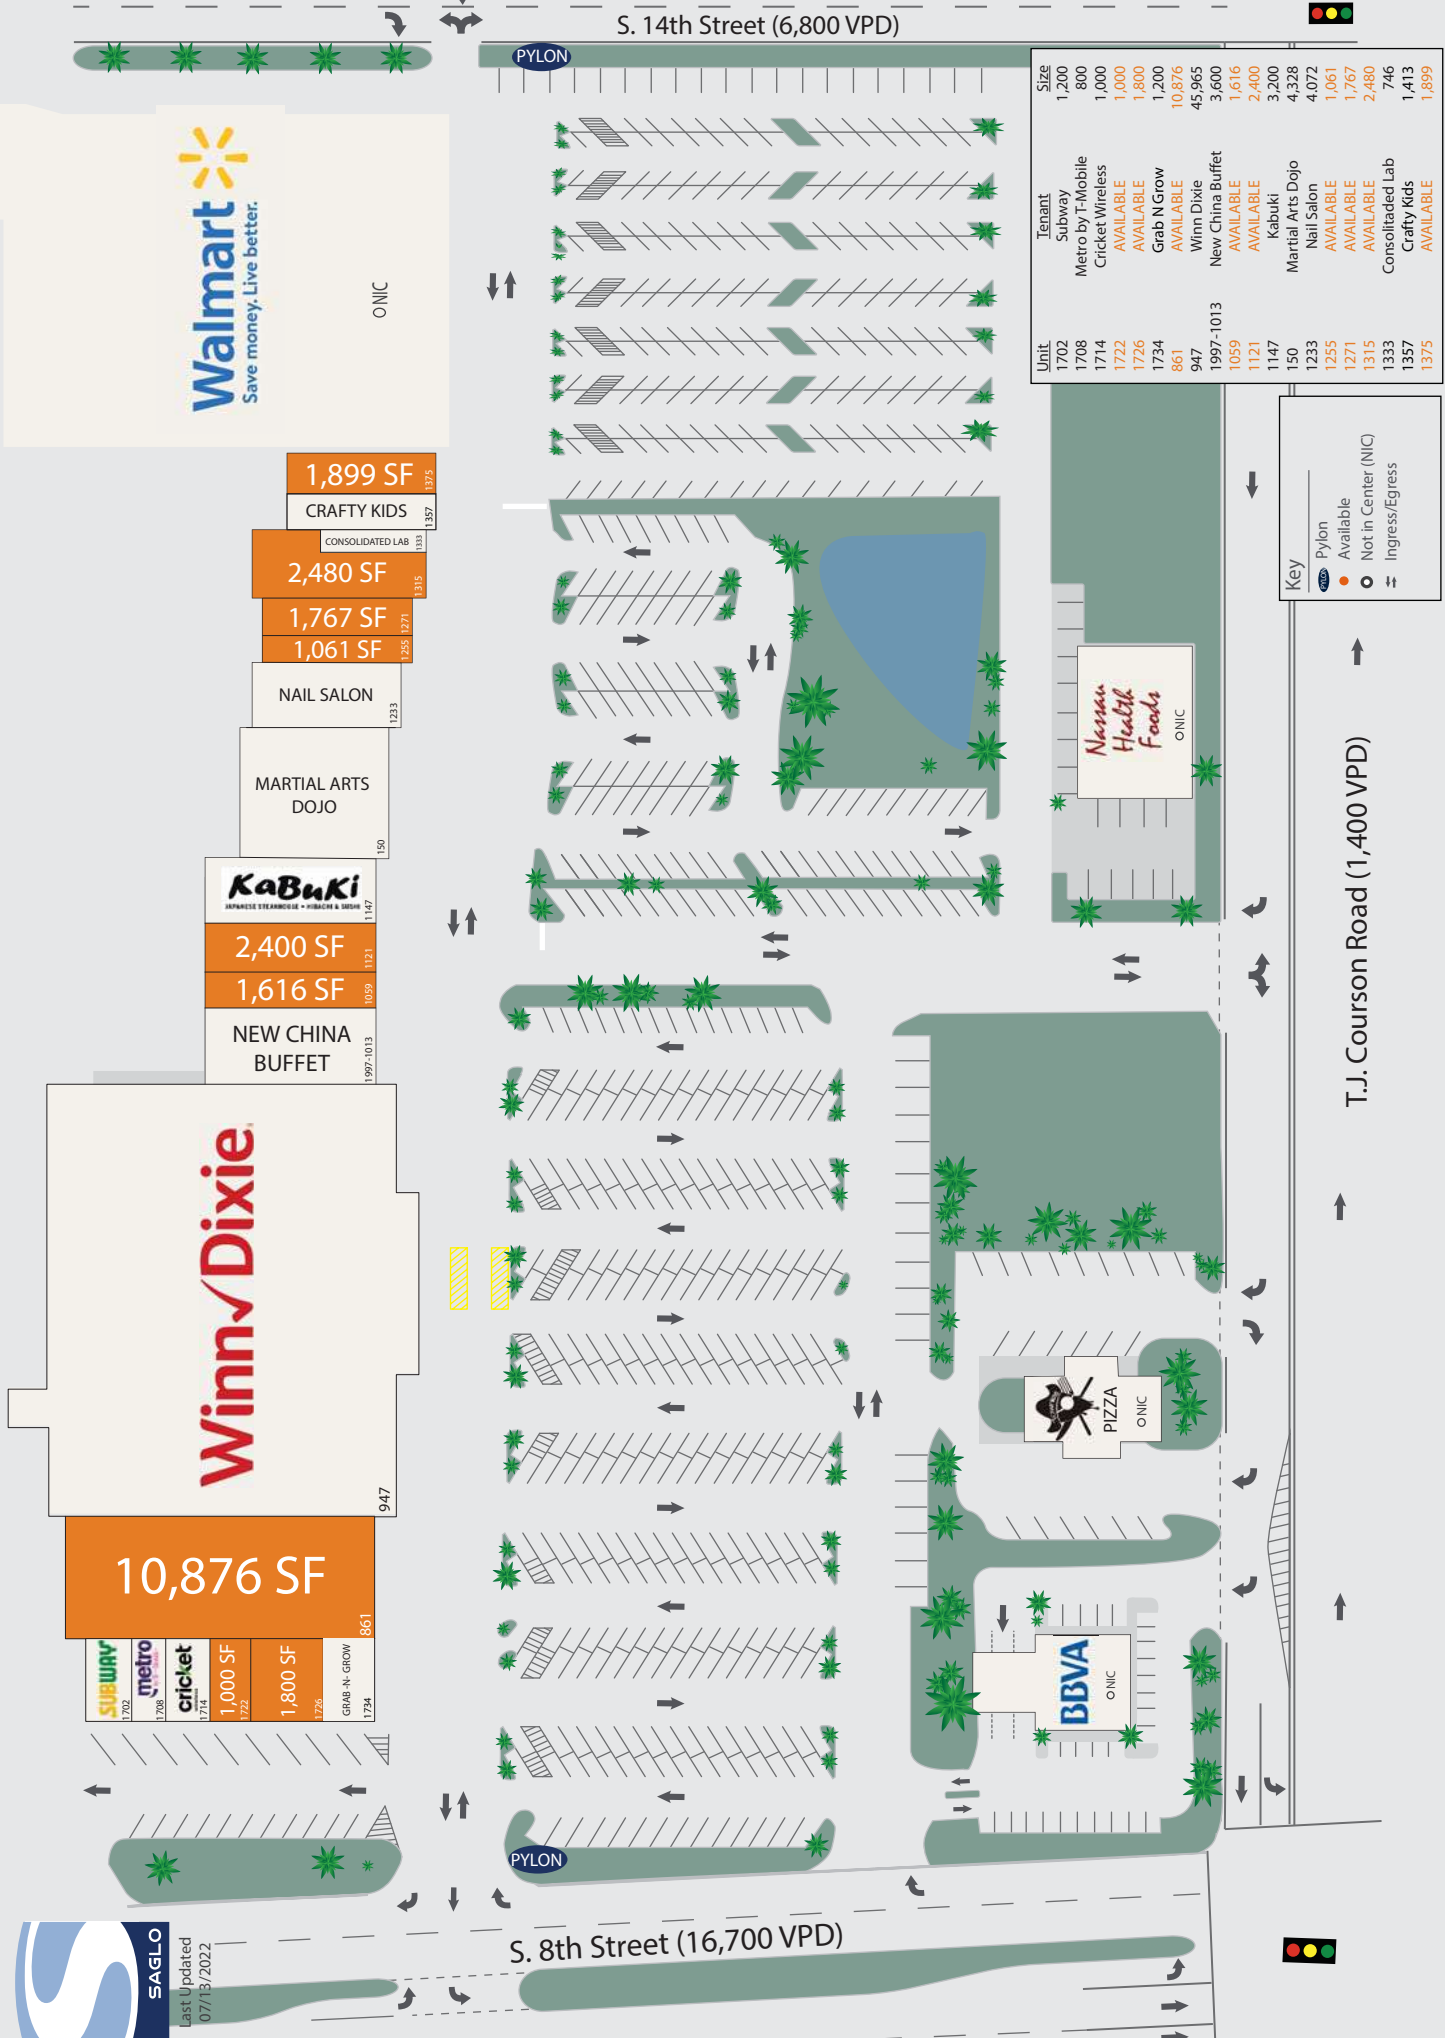 S. 14th Street (6,800 VPD)
PYLON
Walmart
Save money. Live better.
NIC
1,899 SF
1375
CRAFTY KIDS
1357
CONSOLIDATED LAB
1333
2,480 SF
1315
1,767 SF
1271
1,061 SF
1255
NAIL SALON
1233
MARTIAL ARTS
DOJO
150
KaBuKi
JAPANESE STEAKHOUSE • HIBACHI & SUSHI
1147
2,400 SF
1121
1,616 SF
1059
NEW CHINA
BUFFET
1997-1013
Winn Dixie
947
10,876 SF
861
SUBWAY
1702
metro
1708
cricket
1714
1,000 SF
1722
1,800 SF
1726
GRAB -N- GROW
1734
Unit Tenant Size
1702 Subway 1,200
1708 Metro by T-Mobile 800
1714 Cricket Wireless 1,000
1722 AVAILABLE 1,000
1726 AVAILABLE 1,800
1734 Grab N Grow 1,200
861 AVAILABLE 10,876
947 Winn Dixie 45,965
1997-1013 New China Buffet 3,600
1059 AVAILABLE 1,616
1121 AVAILABLE 2,400
1147 Kabuki 3,200
150 Martial Arts Dojo 4,328
1233 Nail Salon 4.072
1255 AVAILABLE 1,061
1271 AVAILABLE 1,767
1315 AVAILABLE 2,480
1333 Consolitaded Lab 746
1357 Crafty Kids 1,413
1375 AVAILABLE 1,899
Key
PYLON Pylon
Available
Not in Center (NIC)
Ingress/Egress
Nassau
Health
Foods
NIC
T.J. Courson Road (1,400 VPD)
PIZZA
NIC
BBVA
NIC
PYLON
S. 8th Street (16,700 VPD)
SAGLO
Last Updated
07/13/2022